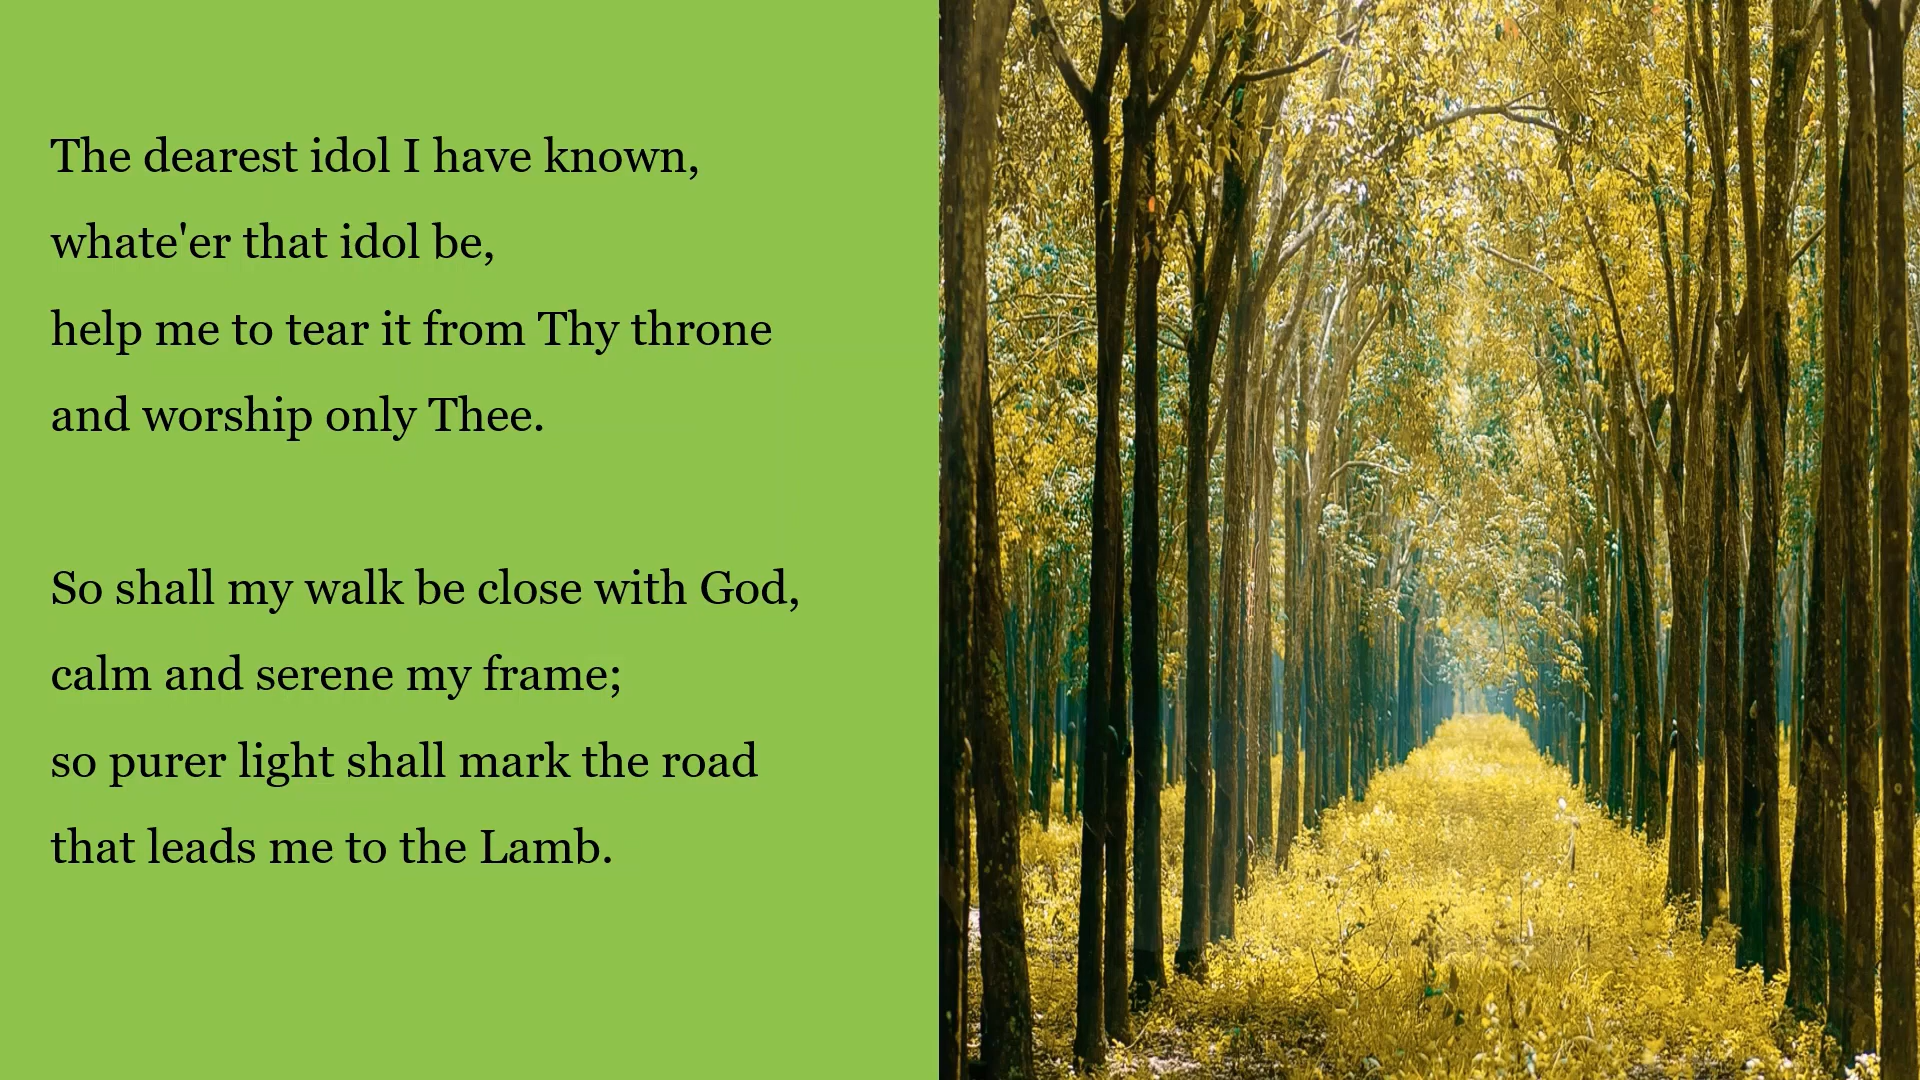 The dearest idol I have known,
whate'er that idol be,
help me to tear it from Thy throne
and worship only Thee.
So shall my walk be close with God,
calm and serene my frame;
so purer light shall mark the road
that leads me to the Lamb.